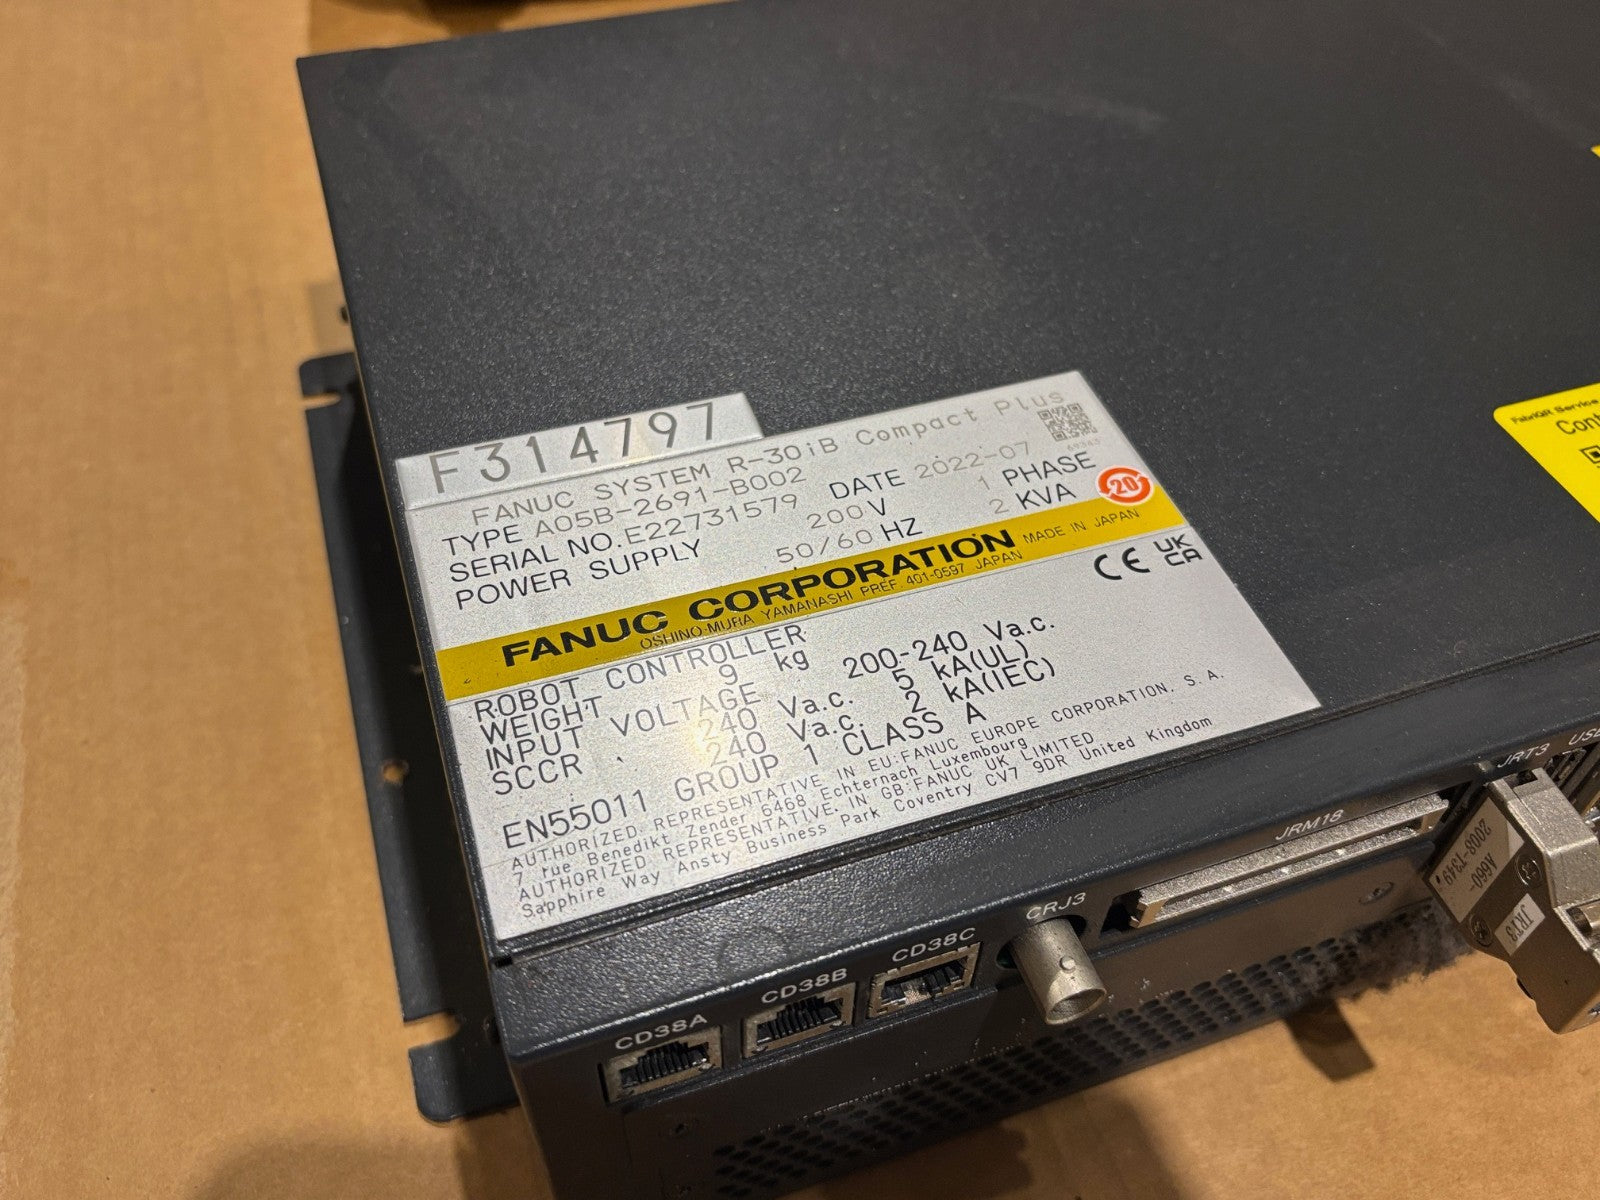 F314797
FANUC SYSTEM R-30iB Compact Plus
TYPE A05B-2691-B002
SERIAL NO.E22731579 DATE 2022-07
POWER SUPPLY 200V 1 PHASE
50/60 HZ 2 KVA
20
FANUC CORPORATION MADE IN JAPAN
OSHINO-MURA YAMANASHI PREF. 401-0597 JAPAN
CE UK CA
ROBOT CONTROLLER
WEIGHT 9 kg
INPUT VOLTAGE 200-240 Va.c.
SCCR 240 Va.c. 5 kA(UL)
240 Va.c. 2 kA(IEC)
EN55011 GROUP 1 CLASS A
AUTHORIZED REPRESENTATIVE IN EU:FANUC EUROPE CORPORATION, S.A.
7 rue Benedikt Zender 6468 Echternach Luxembourg
AUTHORIZED REPRESENTATIVE IN GB:FANUC UK LIMITED
Sapphire Way Ansty Business Park Coventry CV7 9DR United Kingdom
FabriQR Service
CD38A
CD38B
CD38C
CRJ3
JRM18
JRT3
A660-
2008-T349
JRT3